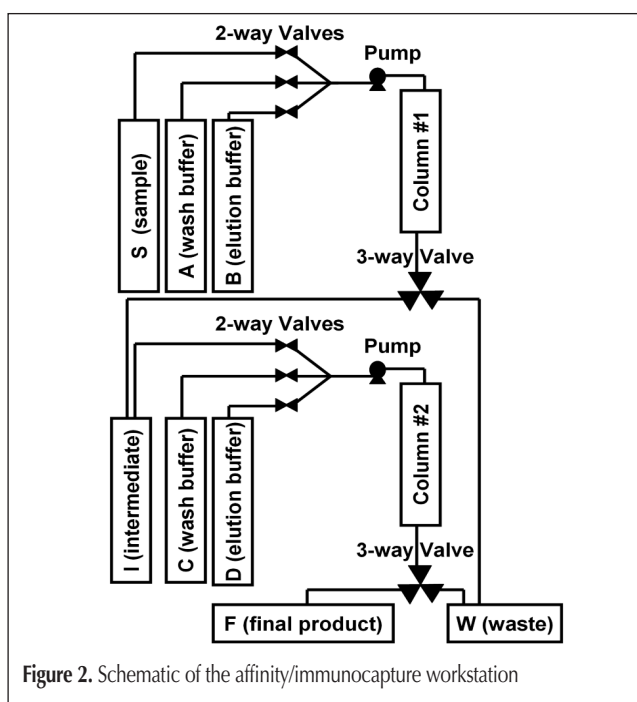 2-way Valves
Pump
S (sample)
A (wash buffer)
B (elution buffer)
Column #1
3-way Valve
2-way Valves
Pump
I (intermediate)
C (wash buffer)
D (elution buffer)
Column #2
3-way Valve
F (final product)
W (waste)
Figure 2. Schematic of the affinity/immunocapture workstation